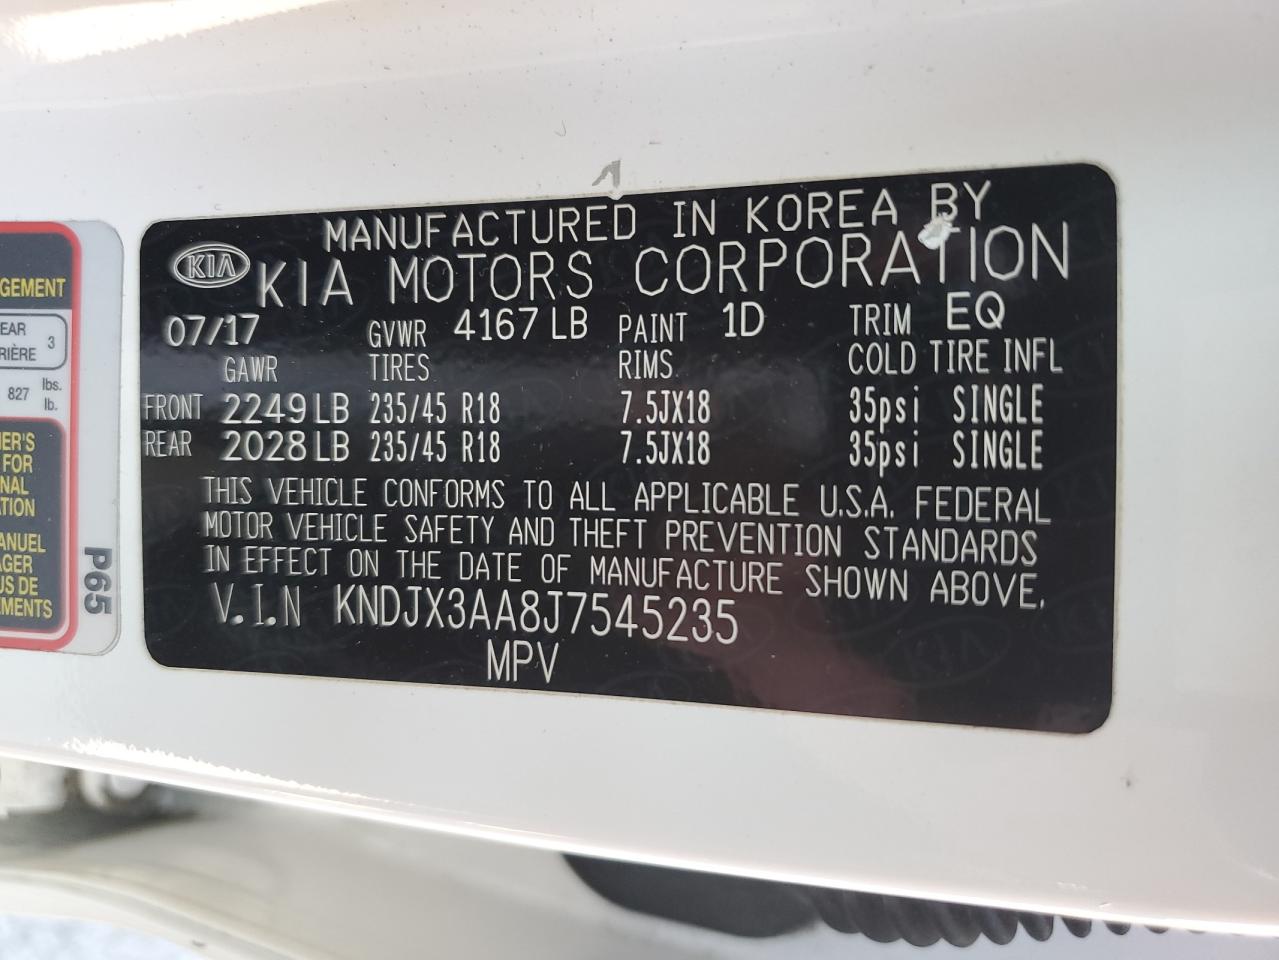 MANUFACTURED IN KOREA BY
KIA KIA MOTORS CORPORATION
07/17 GVWR 4167 LB PAINT 1D TRIM EQ
GAWR TIRES RIMS COLD TIRE INFL
FRONT 2249 LB 235/45 R18 7.5JX18 35psi SINGLE
REAR 2028 LB 235/45 R18 7.5JX18 35psi SINGLE
THIS VEHICLE CONFORMS TO ALL APPLICABLE U.S.A. FEDERAL
MOTOR VEHICLE SAFETY AND THEFT PREVENTION STANDARDS
IN EFFECT ON THE DATE OF MANUFACTURE SHOWN ABOVE.
V.I.N KNDJX3AA8J7545235
MPV
GEMENT
EAR 3
RIÈRE
827 lbs.
lb.
ER'S
FOR
NAL
TION
ANUEL
AGER
US DE
EMENTS
P65